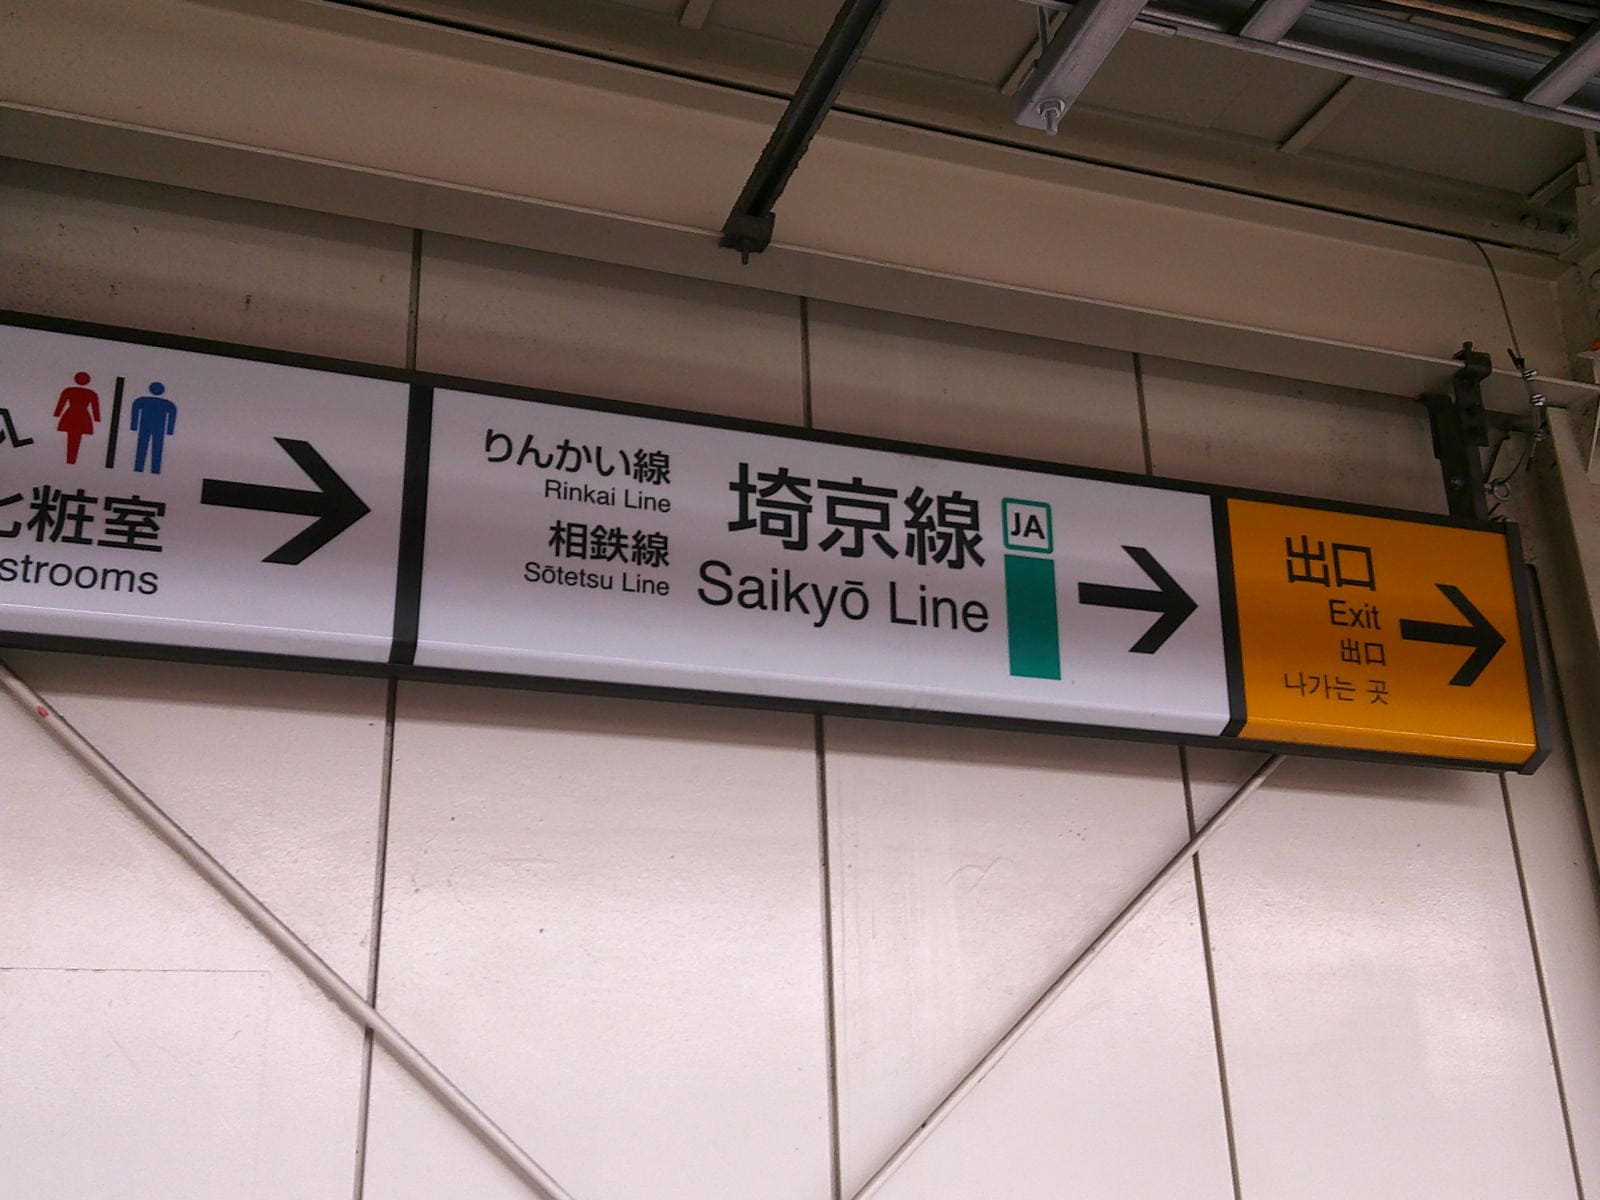 化粧室
strooms
りんかい線
Rinkai Line
相鉄線
Sōtetsu Line
埼京線
Saikyō Line
JA
出口
Exit
出口
나가는 곳